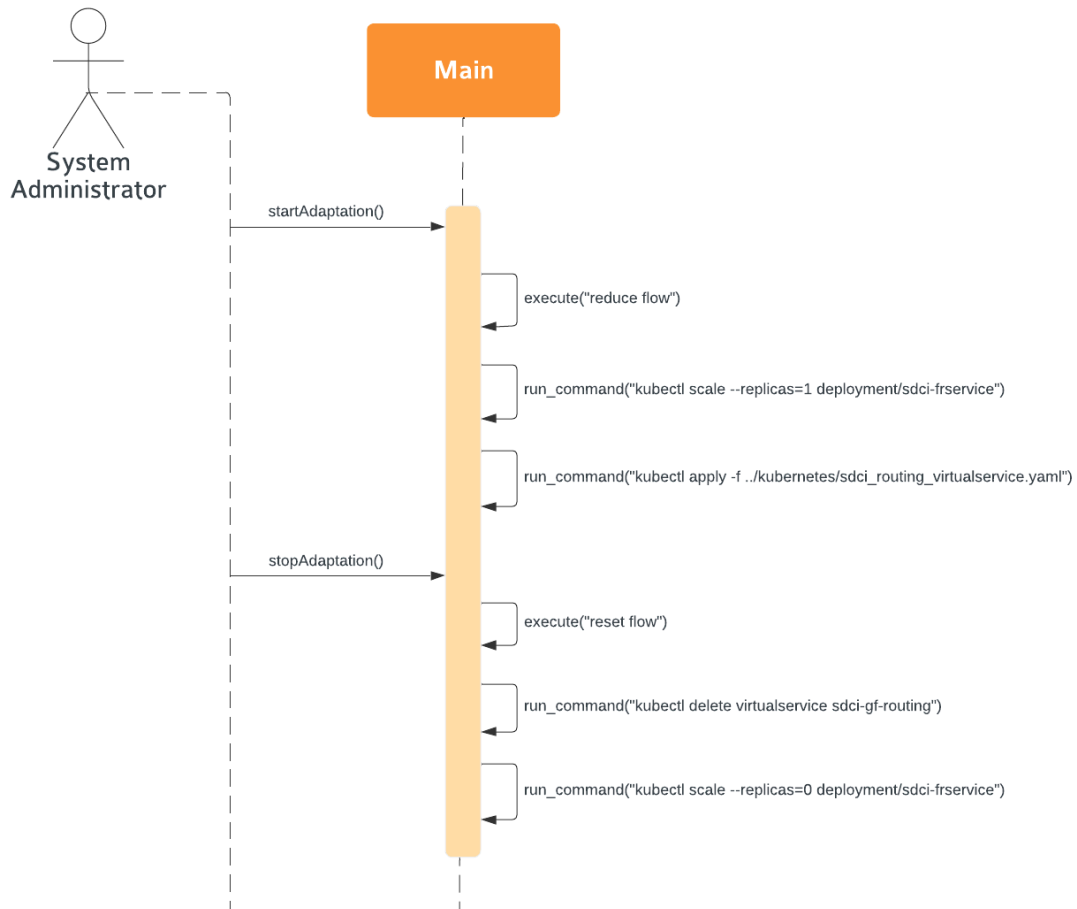 System
Administrator
Main
startAdaptation()
execute("reduce flow")
run_command("kubectl scale --replicas=1 deployment/sdci-frservice")
run_command("kubectl apply -f ../kubernetes/sdci_routing_virtualservice.yaml")
stopAdaptation()
execute("reset flow")
run_command("kubectl delete virtualservice sdci-gf-routing")
run_command("kubectl scale --replicas=0 deployment/sdci-frservice")